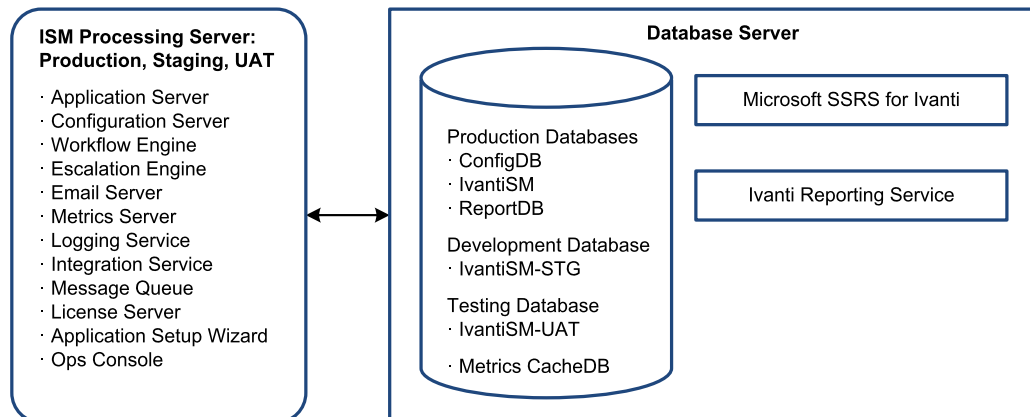 ISM Processing Server:
Production, Staging, UAT
· Application Server
· Configuration Server
· Workflow Engine
· Escalation Engine
· Email Server
· Metrics Server
· Logging Service
· Integration Service
· Message Queue
· License Server
· Application Setup Wizard
· Ops Console
Database Server
Production Databases
· ConfigDB
· IvantiSM
· ReportDB
Development Database
· IvantiSM-STG
Testing Database
· IvantiSM-UAT
· Metrics CacheDB
Microsoft SSRS for Ivanti
Ivanti Reporting Service